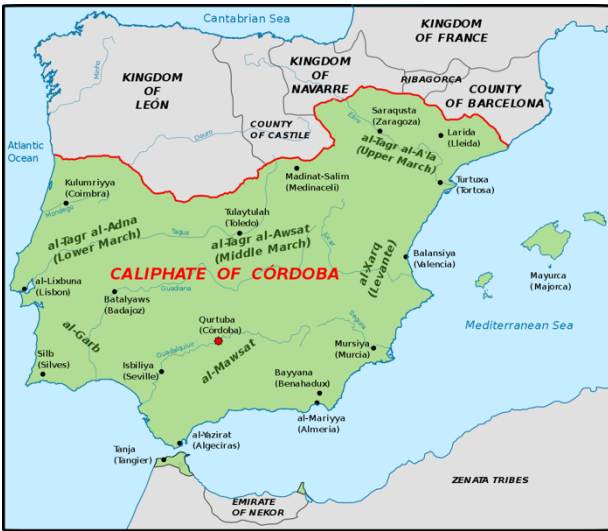 Cantabrian Sea
KINGDOM
OF FRANCE
KINGDOM
OF
LEÓN
KINGDOM
OF
NAVARRE
RIBAGORÇA
COUNTY
OF BARCELONA
COUNTY
OF CASTILE
Minho
Douro
Ebro
Atlantic
Ocean
Saraqusta
(Zaragoza)
Larida
(Lleida)
al-Tagr al-A'la
(Upper March)
Madinat-Salim
(Medinaceli)
Turtuxa
(Tortosa)
Kulumriyya
(Coimbra)
Mondego
Tulaytulah
(Toledo)
al-Tagr al-Adna
(Lower March)
Tagus
al-Tagr al-Awsat
(Middle March)
Júcar
Balansiya
(Valencia)
al-Xarq
(Levante)
Mayurca
(Majorca)
CALIPHATE OF CÓRDOBA
al-Lixbuna
(Lisbon)
Batalyaws
(Badajoz)
Guadiana
Mediterranean Sea
al-Garb
Qurtuba
(Córdoba)
Segura
Guadalquivir
al-Mawsat
Mursiya
(Murcia)
Silb
(Silves)
Isbiliya
(Seville)
Bayyana
(Benahadux)
al-Mariyya
(Almeria)
al-Yazirat
(Algeciras)
Tanja
(Tangier)
ZENATA TRIBES
EMIRATE
OF NEKOR